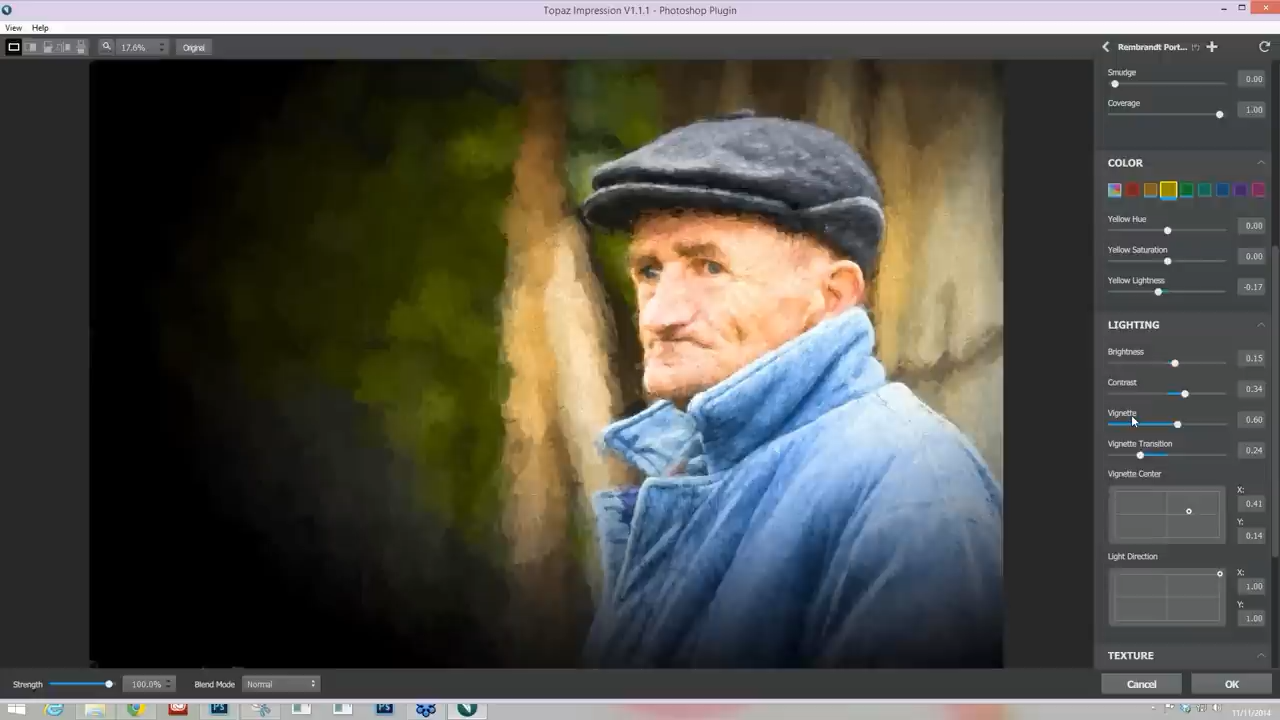 Topaz Impression V1.1.1 - Photoshop Plugin
View Help
17.6% Original
Rembrandt Port...
Smudge 0.00
Coverage 1.00
COLOR
Yellow Hue 0.00
Yellow Saturation 0.00
Yellow Lightness -0.17
LIGHTING
Brightness 0.15
Contrast 0.34
Vignette 0.60
Vignette Transition 0.24
Vignette Center
X:
0.41
Y:
0.14
Light Direction
X:
1.00
Y:
1.00
TEXTURE
Strength 100.0% Blend Mode Normal
Cancel OK
11/11/2014